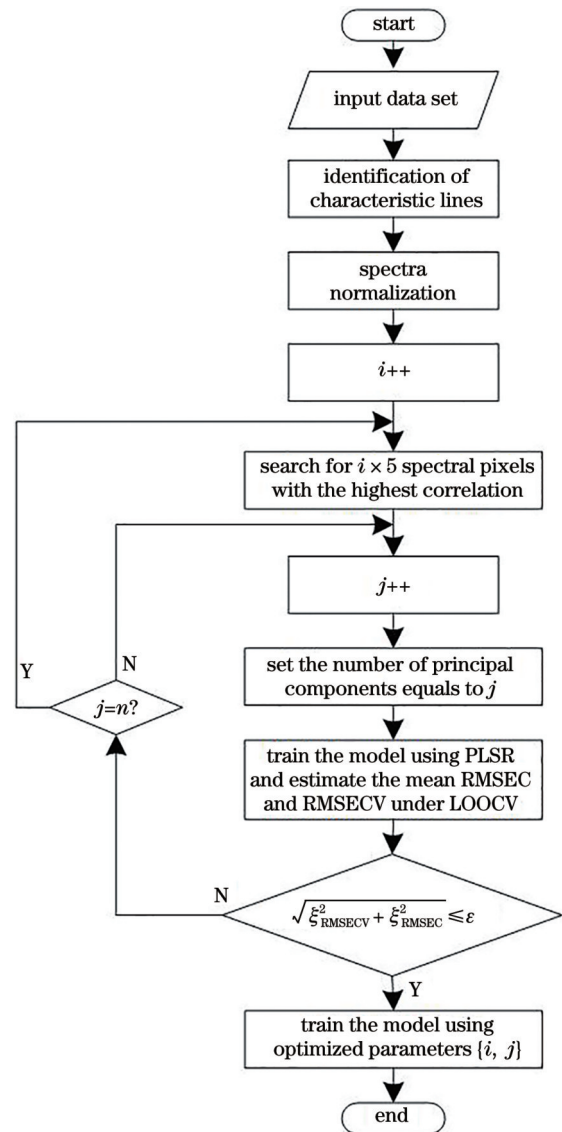 start
input data set
identification of
characteristic lines
spectra
normalization
i++
search for i × 5 spectral pixels
with the highest correlation
j++
set the number of principal
components equals to j
train the model using PLSR
and estimate the mean RMSEC
and RMSECV under LOOCV
Y
N
j=n?
N
√(ξ²_RMSECV + ξ²_RMSEC) ⩽ ε
Y
train the model using
optimized parameters {i, j}
end